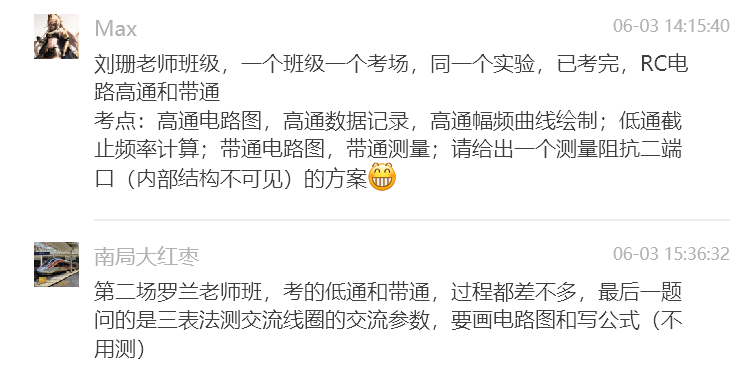 Max
06-03 14:15:40
刘珊老师班级，一个班级一个考场，同一个实验，已考完，RC电
路高通和带通
考点：高通电路图，高通数据记录，高通幅频曲线绘制；低通截
止频率计算；带通电路图，带通测量；请给出一个测量阻抗二端
口（内部结构不可见）的方案😁
南局大红枣
06-03 15:36:32
第二场罗兰老师班，考的低通和带通，过程都差不多，最后一题
问的是三表法测交流线圈的交流参数，要画电路图和写公式（不
用测）